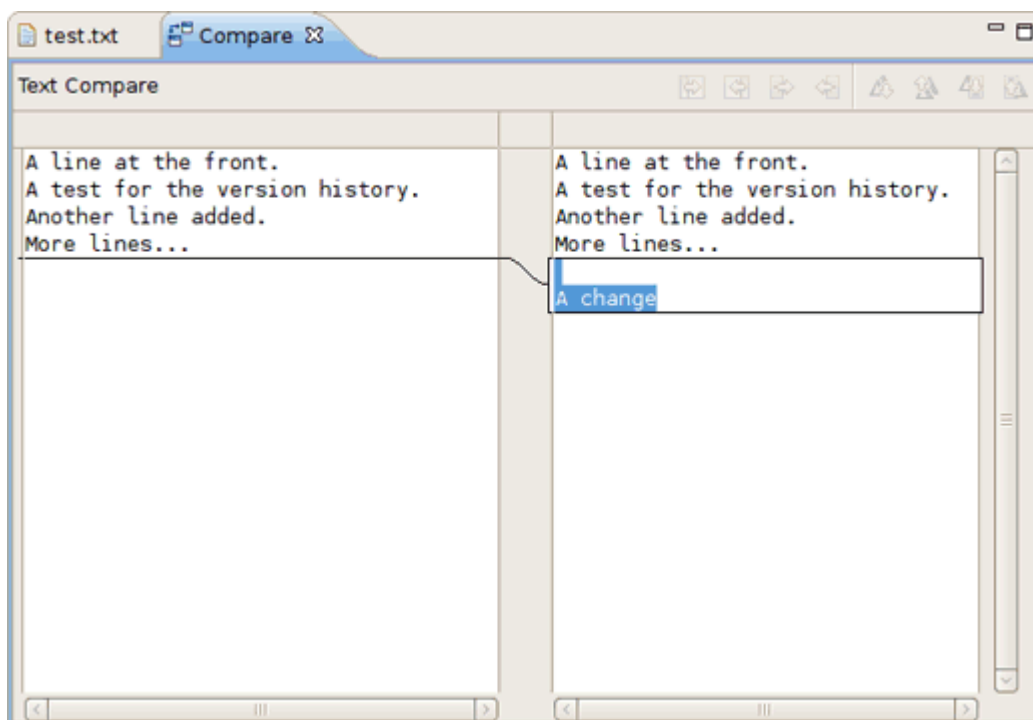 test.txt
Compare
Text Compare
A line at the front.
A test for the version history.
Another line added.
More lines...
A line at the front.
A test for the version history.
Another line added.
More lines...
A change